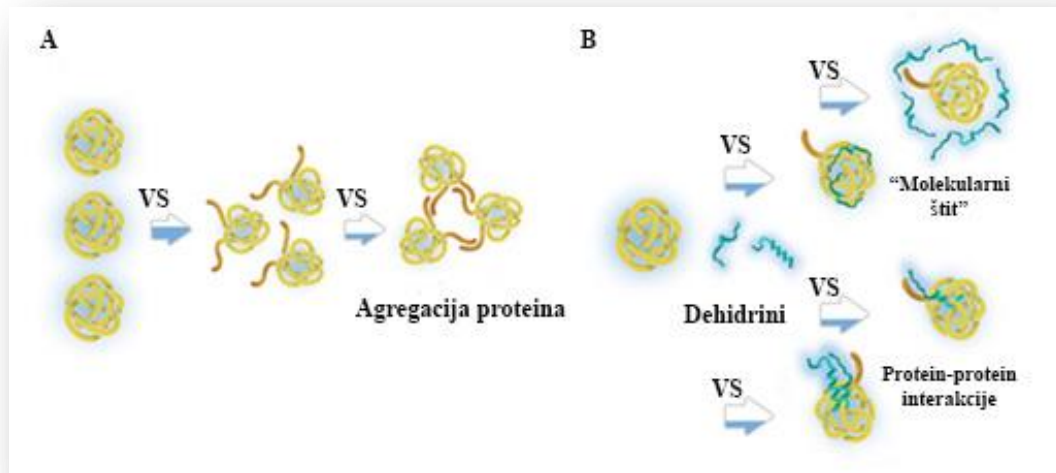 A
B
VS
VS
Agregacija proteina
VS
VS
“Molekularni
štit”
Dehidrini
VS
VS
Protein-protein
interakcije